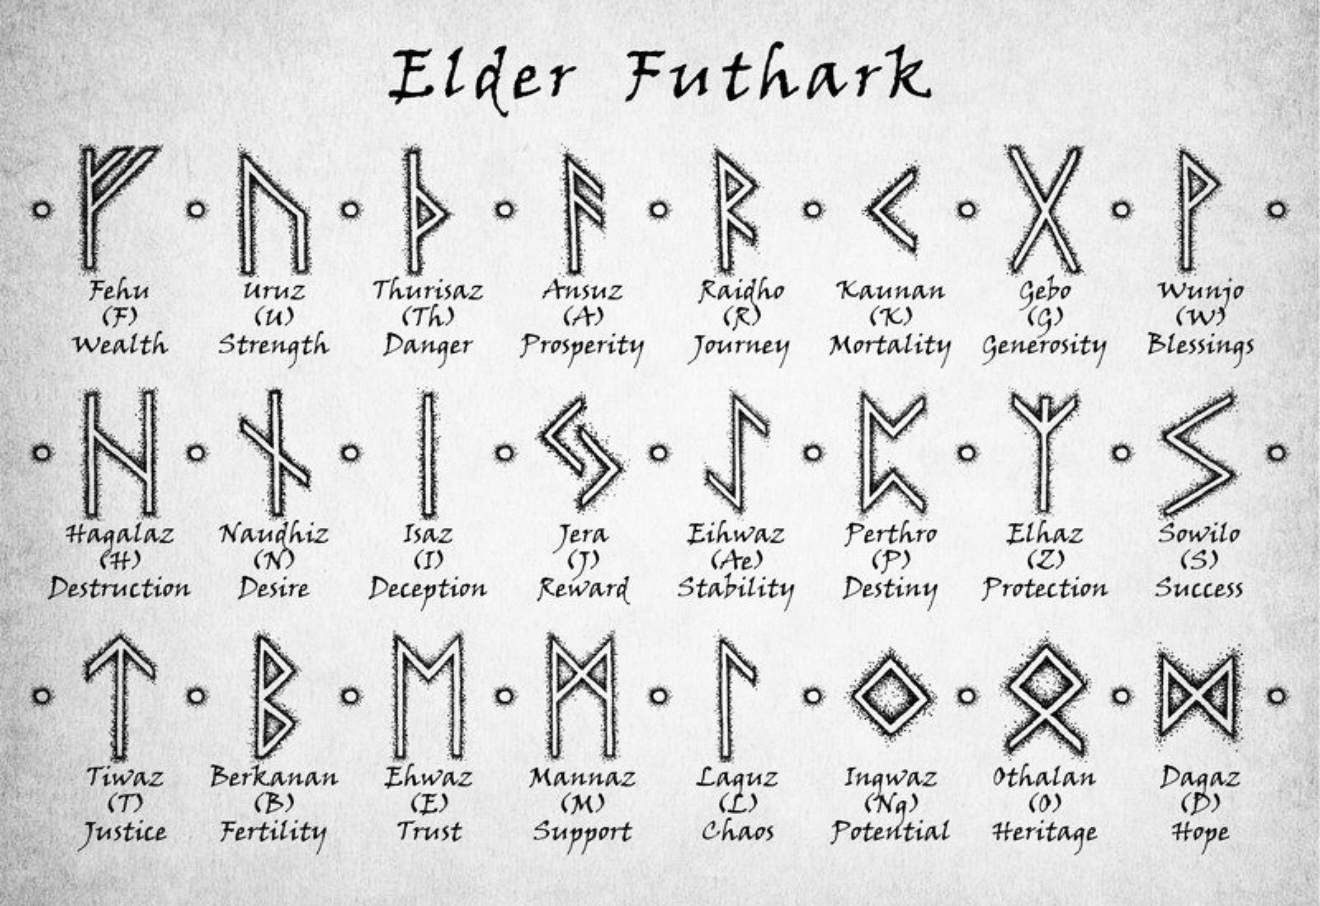 Elder Futhark
ᚠ ᚢ ᚦ ᚨ ᚱ ᚲ ᚷ ᚹ
Fehu Uruz Thurisaz Ansuz Raidho Kaunan Gebo Wunjo
(F) (U) (Th) (A) (R) (K) (G) (W)
Wealth Strength Danger Prosperity Journey Mortality Generosity Blessings
ᚺ ᚾ ᛁ ᛃ ᛇ ᛈ ᛉ ᛊ
Hagalaz Naudhiz Isaz Jera Eihwaz Perthro Elhaz Sowilo
(H) (N) (I) (J) (Ae) (P) (Z) (S)
Destruction Desire Deception Reward Stability Destiny Protection Success
ᛏ ᛒ ᛖ ᛗ ᛚ ᛜ ᛟ ᛞ
Tiwaz Berkanan Ehwaz Mannaz Laguz Ingwaz Othalan Dagaz
(T) (B) (E) (M) (L) (Ng) (O) (D)
Justice Fertility Trust Support Chaos Potential Heritage Hope